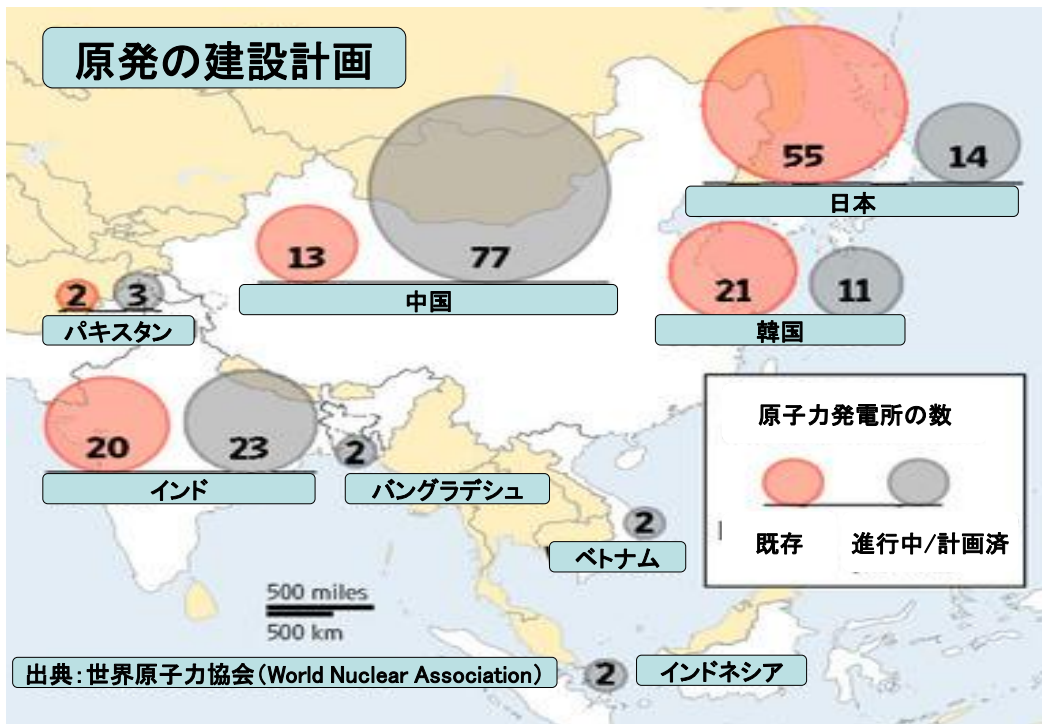 原発の建設計画
55
14
日本
13
77
中国
21
11
韓国
2
3
パキスタン
20
23
インド
2
バングラデシュ
2
ベトナム
原子力発電所の数
既存
進行中/計画済
500 miles
500 km
出典:世界原子力協会(World Nuclear Association)
2
インドネシア